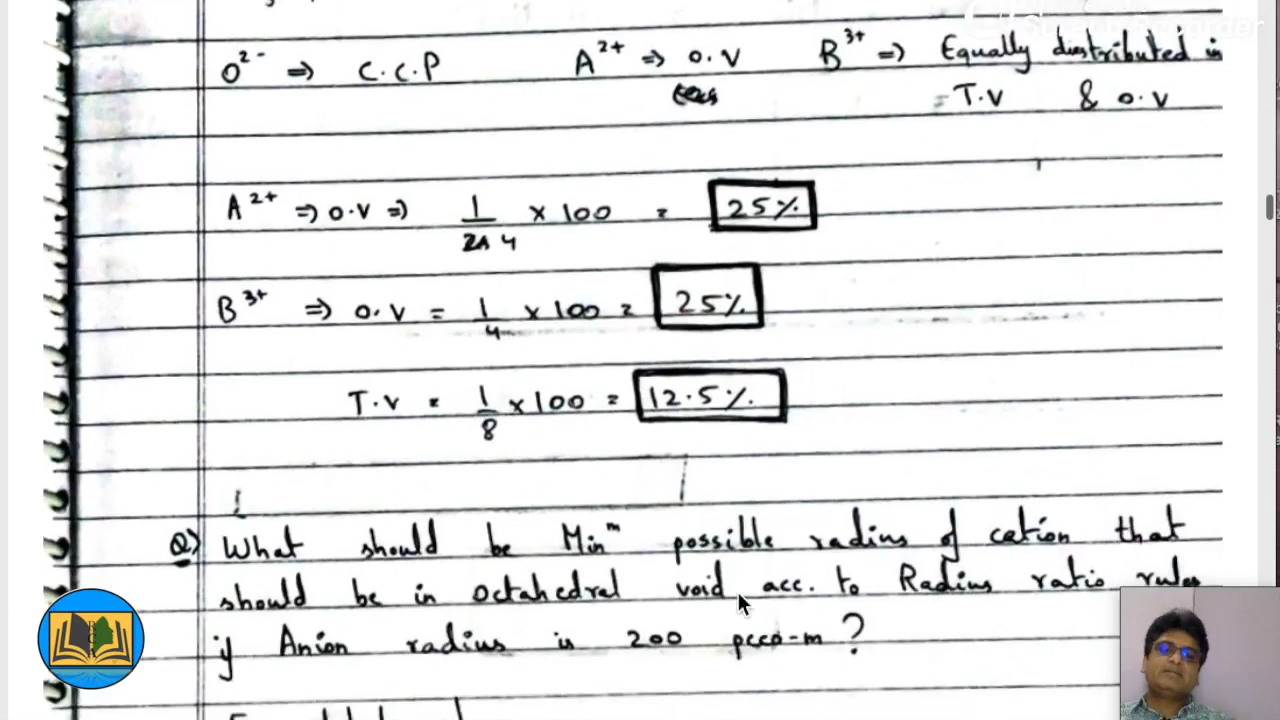 O²⁻ ⇒ C.C.P A²⁺ ⇒ O.V B³⁺ ⇒ Equally distributed in
= T.V & O.V
A²⁺ ⇒ O.V ⇒ 1/4 × 100 = 25%
B³⁺ ⇒ O.V = 1/4 × 100 = 25%
T.V = 1/8 × 100 = 12.5%
Q) What should be Minᵐ possible radius of cation that
should be in octahedral void acc. to Radius ratio rules
if Anion radius is 200 pico-m?